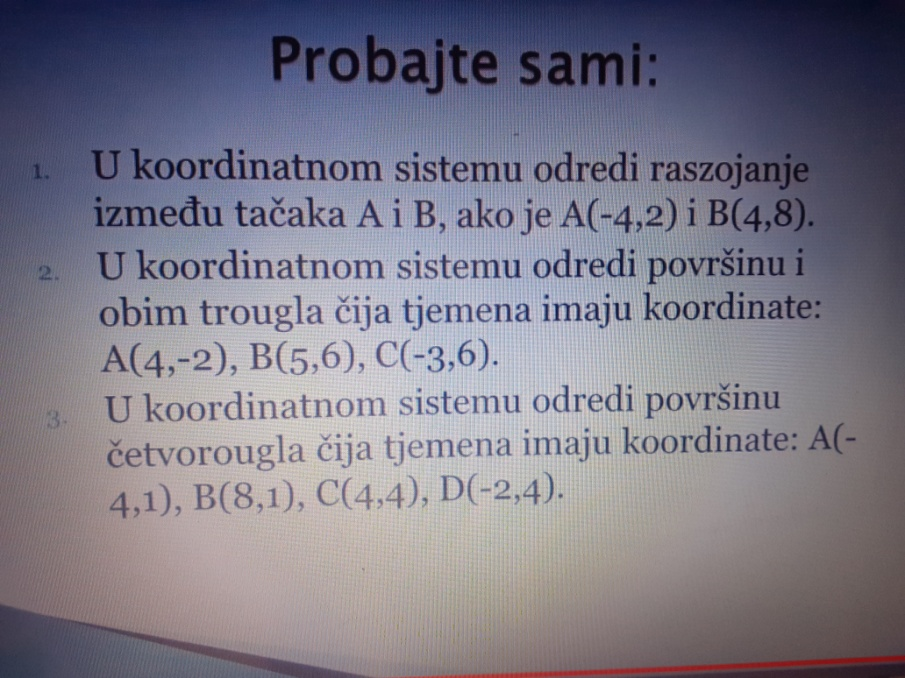 Probajte sami:
1. U koordinatnom sistemu odredi raszojanje
između tačaka A i B, ako je A(-4,2) i B(4,8).
2. U koordinatnom sistemu odredi površinu i
obim trougla čija tjemena imaju koordinate:
A(4,-2), B(5,6), C(-3,6).
3. U koordinatnom sistemu odredi površinu
četvorougla čija tjemena imaju koordinate: A(-
4,1), B(8,1), C(4,4), D(-2,4).